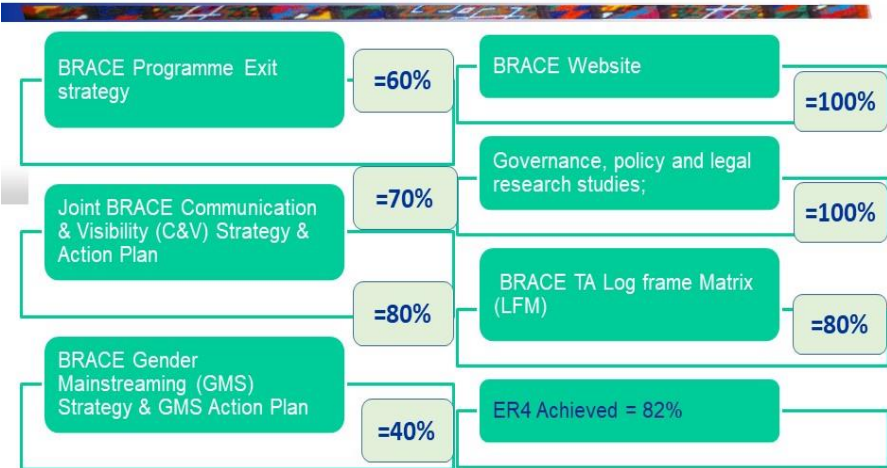 BRACE Programme Exit
strategy
=60%
Joint BRACE Communication
& Visibility (C&V) Strategy &
Action Plan
=70%
=80%
BRACE Gender
Mainstreaming (GMS)
Strategy & GMS Action Plan
=40%
BRACE Website
=100%
Governance, policy and legal
research studies;
=100%
BRACE TA Log frame Matrix
(LFM)
=80%
ER4 Achieved = 82%